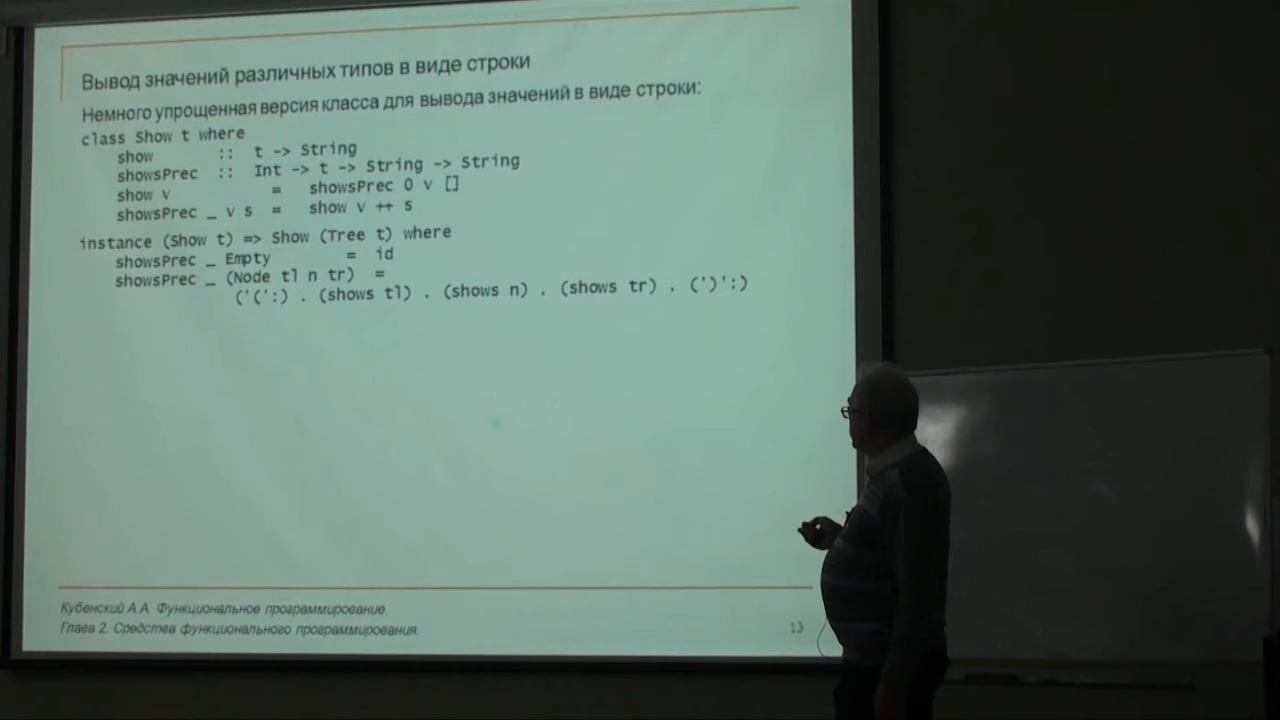 Вывод значений различных типов в виде строки
Немного упрощенная версия класса для вывода значений в виде строки:
class Show t where
show :: t -> String
showsPrec :: Int -> t -> String -> String
show v = showsPrec 0 v []
showsPrec _ v s = show v ++ s
instance (Show t) => Show (Tree t) where
showsPrec _ Empty = id
showsPrec _ (Node tl n tr) =
('(':) . (shows tl) . (shows n) . (shows tr) . (')':)
Кубенский А.А. Функциональное программирование.
Глава 2. Средства функционального программирования.
13